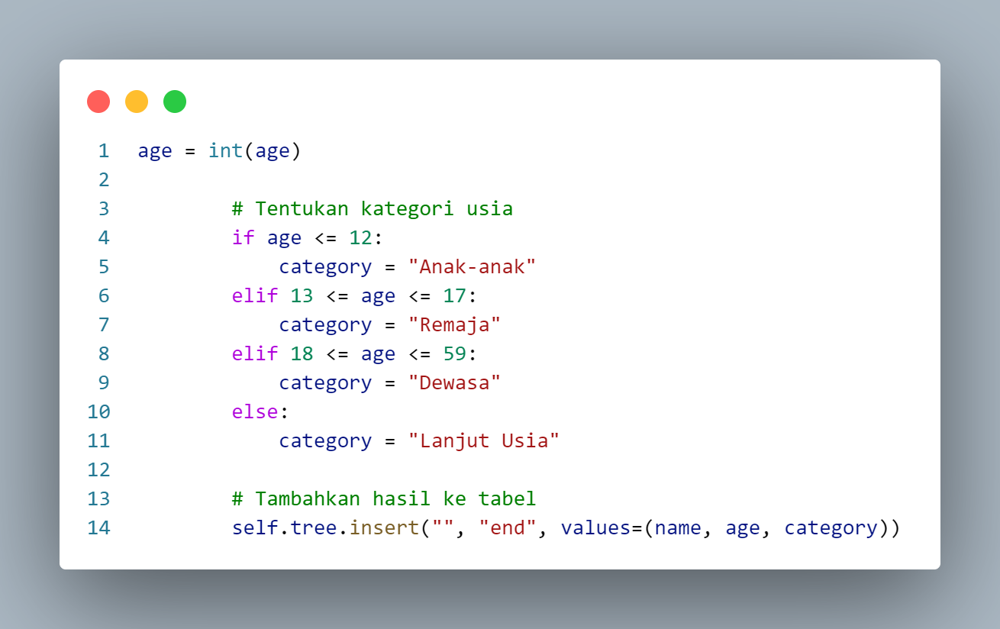 1 age = int(age)
2
3         # Tentukan kategori usia
4         if age <= 12:
5             category = "Anak-anak"
6         elif 13 <= age <= 17:
7             category = "Remaja"
8         elif 18 <= age <= 59:
9             category = "Dewasa"
10         else:
11             category = "Lanjut Usia"
12
13         # Tambahkan hasil ke tabel
14         self.tree.insert("", "end", values=(name, age, category))